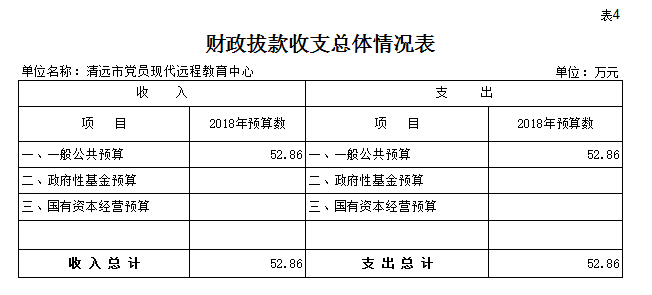 表4
财政拔款收支总体情况表
单位名称：清远市党员现代远程教育中心 单位：万元
收 入 支 出
项 目 2018年预算数 项 目 2018年预算数
一、一般公共预算 52.86 一、一般公共预算 52.86
二、政府性基金预算 二、政府性基金预算
三、国有资本经营预算 三、国有资本经营预算
收 入 总 计 52.86 支 出 总 计 52.86